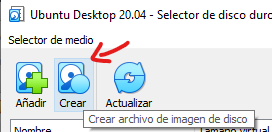 Ubuntu Desktop 20.04 - Selector de disco duro
Selector de medio
Añadir
Crear
Actualizar
Crear archivo de imagen de disco
Nombre
Tamaño virtual